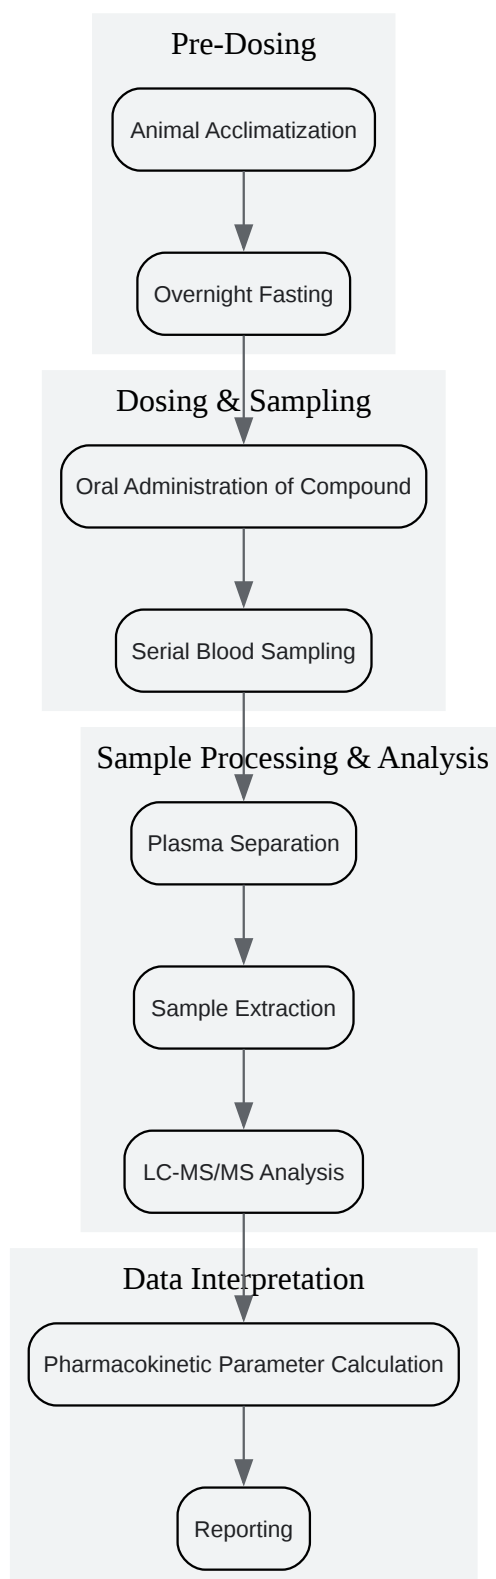 Pre-Dosing
Animal Acclimatization
Overnight Fasting
Dosing & Sampling
Oral Administration of Compound
Serial Blood Sampling
Sample Processing & Analysis
Plasma Separation
Sample Extraction
LC-MS/MS Analysis
Data Interpretation
Pharmacokinetic Parameter Calculation
Reporting